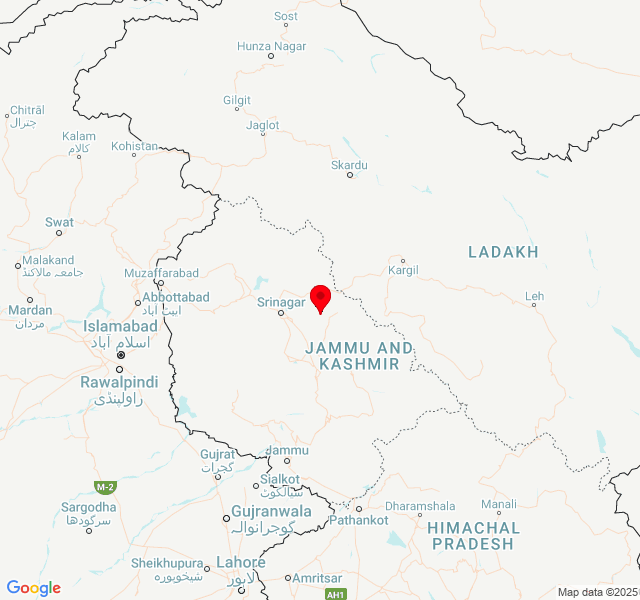 Sost
Hunza Nagar
Gilgit
Chitrāl
چترال
Jaglot
Kalam
كالام
Kohistan
Skardu
Swat
LADAKH
Malakand
جامعہ مالاکنڈ
Muzaffarabad
Kargil
Abbottabad
ایبٹ آباد
Srinagar
Leh
Mardan
مردان
Islamabad
اسلام آباد
JAMMU AND
KASHMIR
Rawalpindi
راولپنڈی
Jammu
Gujrat
گجرات
Sialkot
سیالکوٹ
M-2
Sargodha
سرگودھا
Gujranwala
گوجرانوالہ
Pathankot
Dharamshala
Manali
HIMACHAL
PRADESH
Sheikhupura
شیخوپورہ
Lahore
لاہور
Amritsar
AH1
Google
Map data ©2025